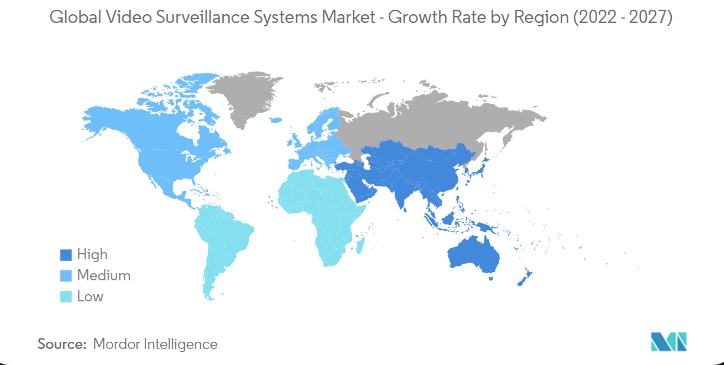 Global Video Surveillance Systems Market - Growth Rate by Region (2022 - 2027)
High
Medium
Low
Source: Mordor Intelligence